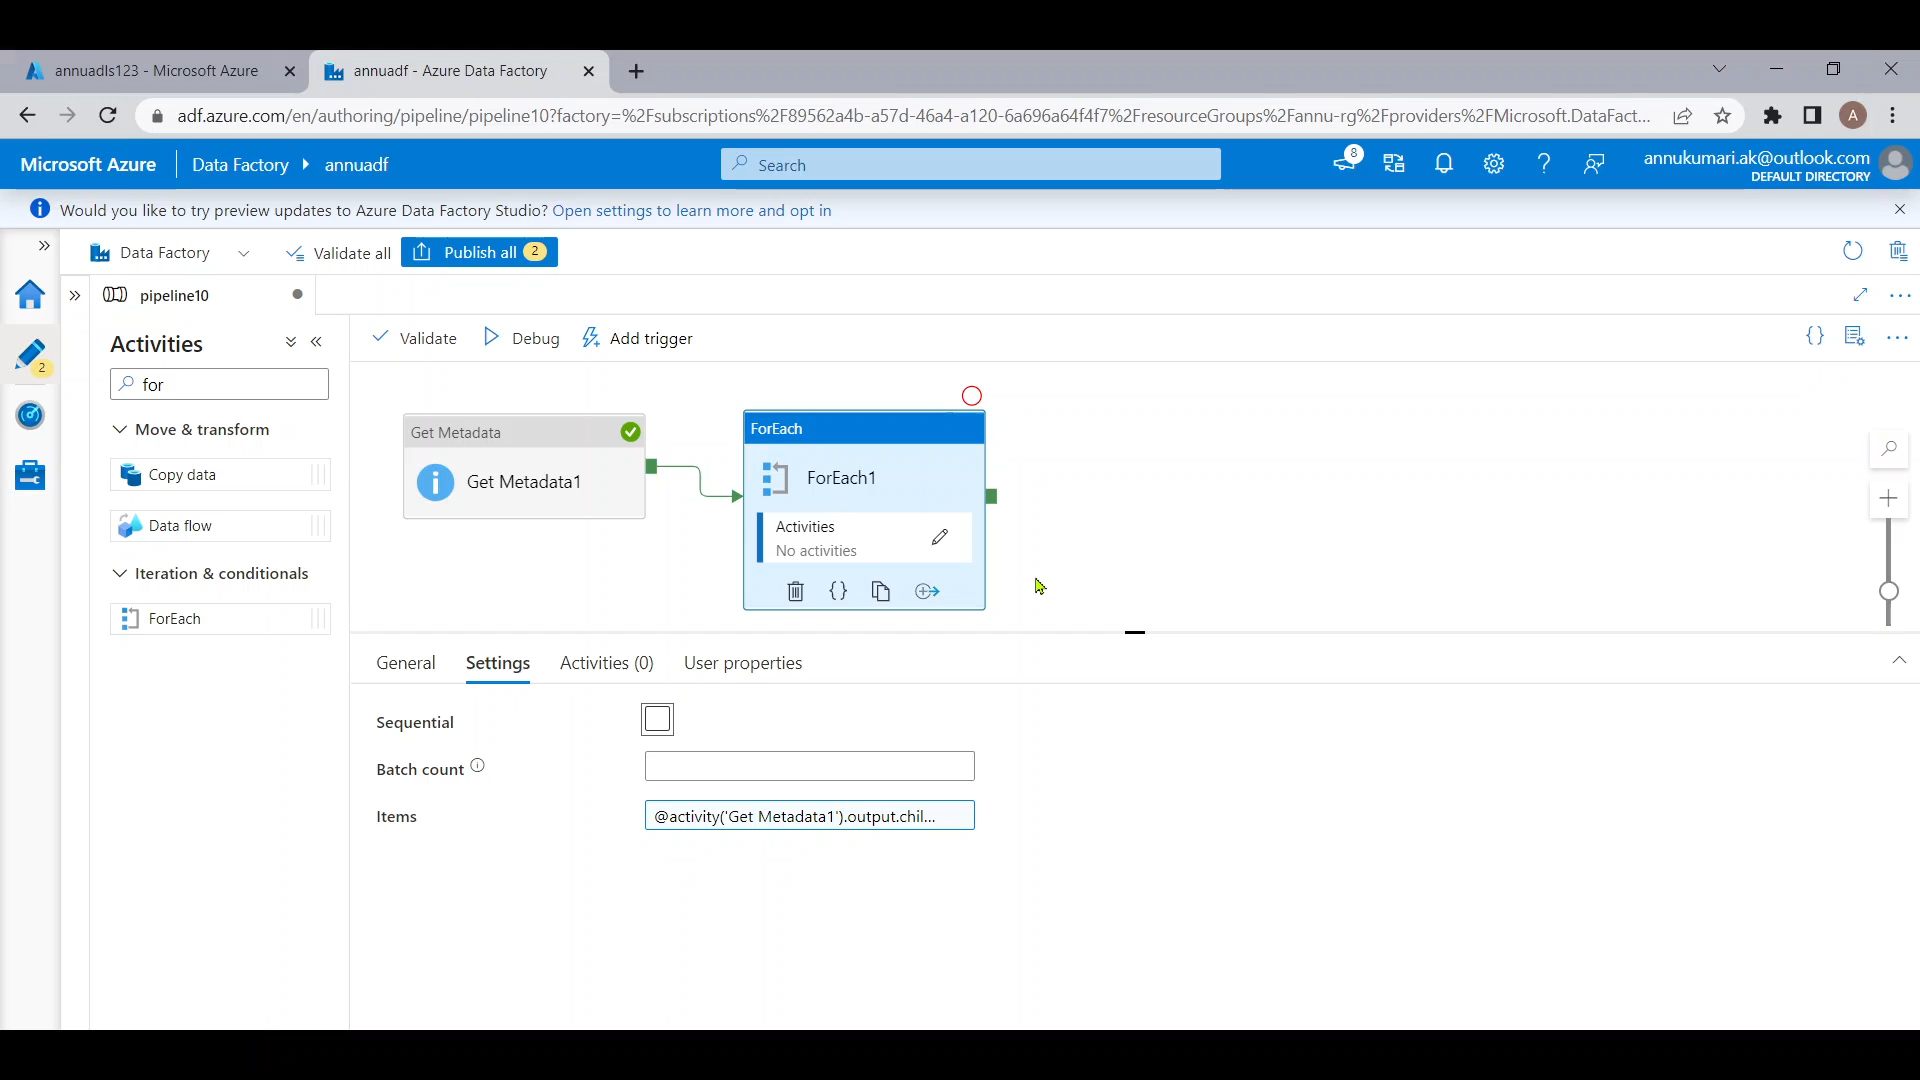 annuadls123 - Microsoft Azure
annuadf - Azure Data Factory
adf.azure.com/en/authoring/pipeline/pipeline10?factory=%2Fsubscriptions%2F89562a4b-a57d-46a4-a120-6a696a64f4f7%2FresourceGroups%2Fannu-rg%2Fproviders%2FMicrosoft.DataFact...
A
Microsoft Azure
Data Factory
annuadf
Search
8
annukumari.ak@outlook.com
DEFAULT DIRECTORY
Would you like to try preview updates to Azure Data Factory Studio? Open settings to learn more and opt in
Data Factory
Validate all
Publish all 2
pipeline10
2
Activities
for
Move & transform
Copy data
Data flow
Iteration & conditionals
ForEach
Validate
Debug
Add trigger
Get Metadata
Get Metadata1
ForEach
ForEach1
Activities
No activities
General
Settings
Activities (0)
User properties
Sequential
Batch count
Items
@activity('Get Metadata1').output.chil...